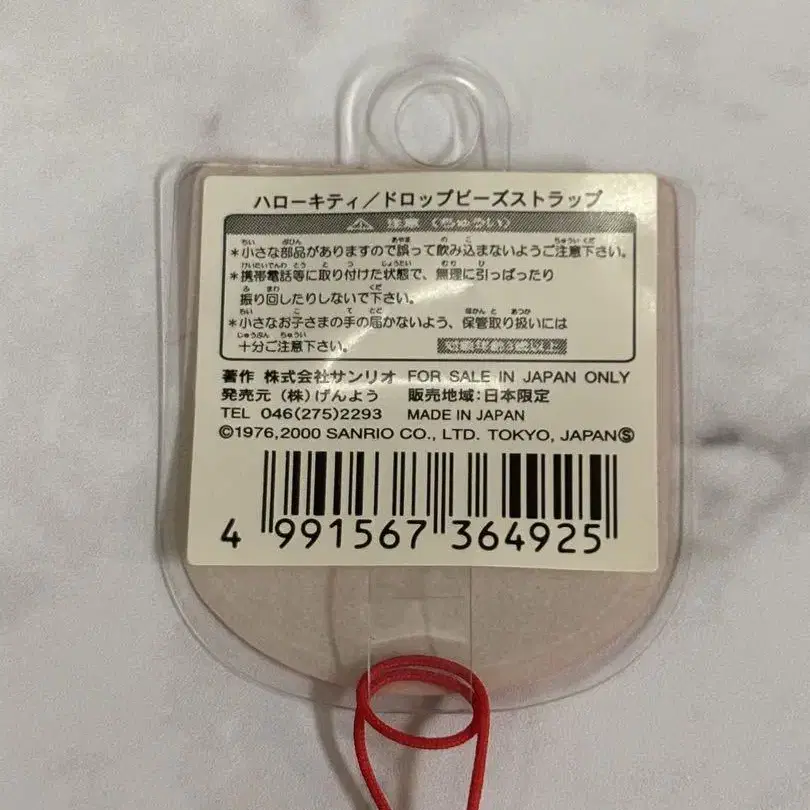 ハローキティ／ドロップビーズストラップ
⚠ 注意 (ちゅうい)
*小さな部品がありますので誤って飲み込まないようご注意下さい。
*携帯電話等に取り付けた状態で、無理に引っぱったり
振り回したりしないで下さい。
*小さなお子さまの手の届かないよう、保管取り扱いには
十分ご注意下さい。
著作 株式会社サンリオ FOR SALE IN JAPAN ONLY
発売元 (株)げんよう 販売地域:日本限定
TEL 046(275)2293 MADE IN JAPAN
©1976,2000 SANRIO CO., LTD. TOKYO, JAPANⓈ
4 991567 364925